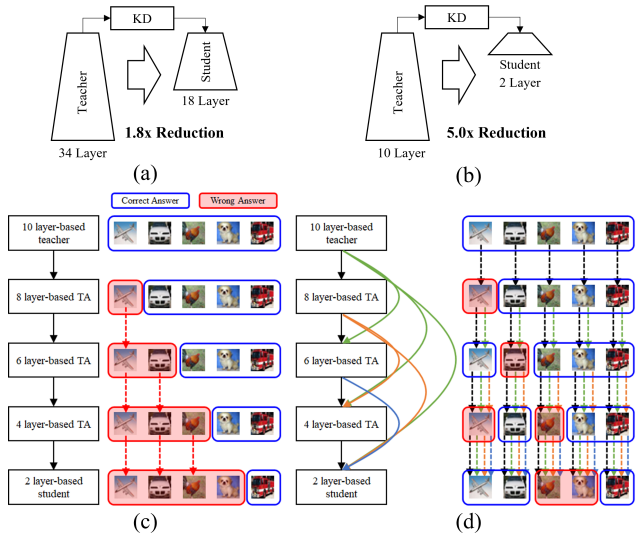 KD
Teacher
Student
18 Layer
1.8x Reduction
34 Layer
(a)
KD
Teacher
Student
2 Layer
5.0x Reduction
10 Layer
(b)
Correct Answer
Wrong Answer
10 layer-based
teacher
8 layer-based TA
6 layer-based TA
4 layer-based TA
2 layer-based
student
(c)
10 layer-based
teacher
8 layer-based TA
6 layer-based TA
4 layer-based TA
2 layer-based
student
(d)